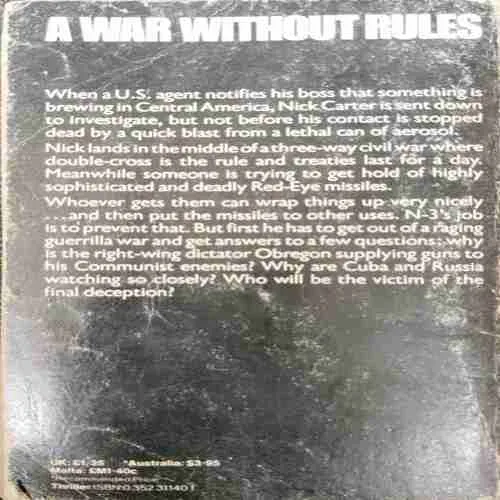 A WAR WITHOUT RULES
When a U.S. agent notifies his boss that something is
brewing in Central America, Nick Carter is sent down
to investigate, but not before his contact is stopped
dead by a quick blast from a lethal can of aerosol.
Nick lands in the middle of a three-way civil war where
double-cross is the rule and treaties last for a day.
Meanwhile someone is trying to get hold of highly
sophisticated and deadly Red-Eye missiles.
Whoever gets them can wrap things up very nicely
...and then put the missiles to other uses. N-3's job
is to prevent that. But first he has to get out of a raging
guerrilla war and get answers to a few questions: why
is the right-wing dictator Obregon supplying guns to
his Communist enemies? Why are Cuba and Russia
watching so closely? Who will be the victim of the
final deception?
UK: £1.25 *Australia: $3.95
Malta: £M1.40c
*Recommended Price
Thriller ISBN 0 352 31140 1